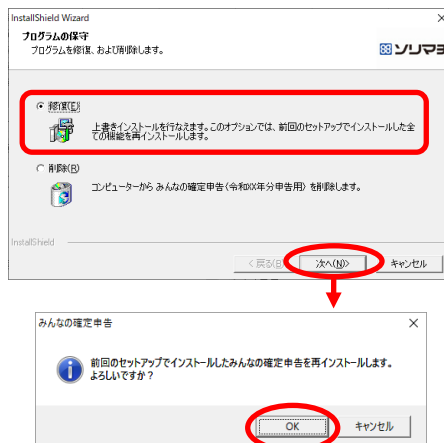 InstallShield Wizard
プログラムの保守
プログラムを修復、および削除します。
ソリマチ
修復(E)
上書きインストールを行なえます。このオプションでは、前回のセットアップでインストールした全
ての機能を再インストールします。
削除(R)
コンピューターから みんなの確定申告〈令和XX年分申告用〉を削除します。
InstallShield
< 戻る(B)
次へ(N)>
キャンセル
みんなの確定申告
前回のセットアップでインストールしたみんなの確定申告を再インストールします。
よろしいですか？
OK
キャンセル